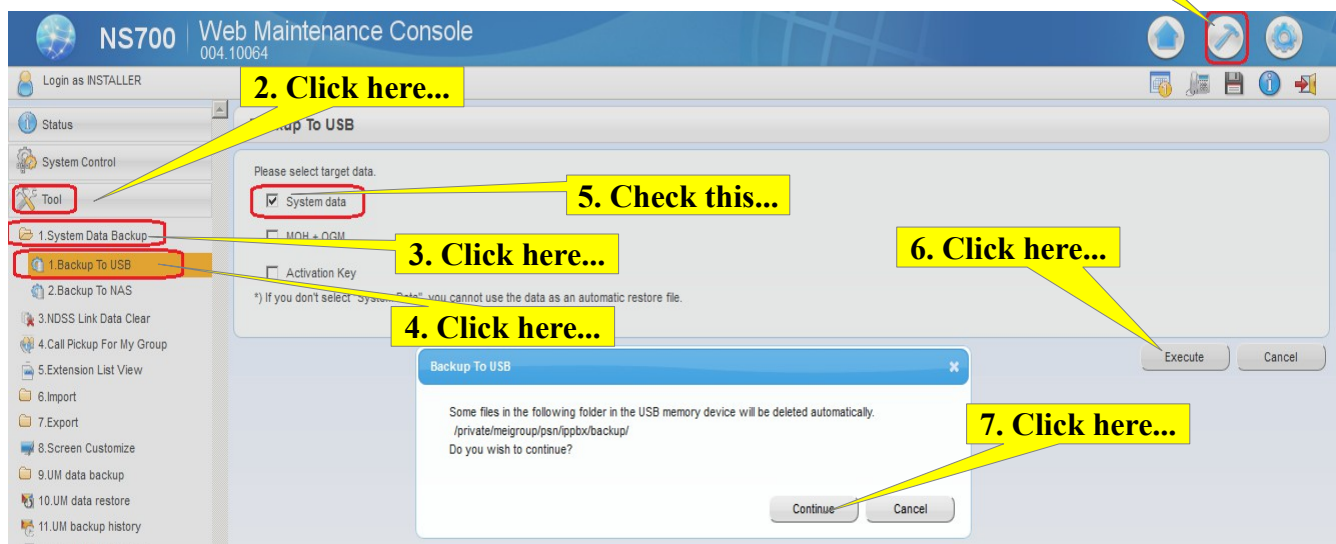 NS700 Web Maintenance Console
004.10064
Login as INSTALLER
2. Click here...
Status
Backup To USB
System Control
Please select target data.
Tool
System data
5. Check this...
1.System Data Backup
MOH + OGM
3. Click here...
6. Click here...
1.Backup To USB
Activation Key
2.Backup To NAS
*) If you don't select "System Data", you cannot use the data as an automatic restore file.
3.NDSS Link Data Clear
4. Click here...
4.Call Pickup For My Group
Execute
Cancel
5.Extension List View
Backup To USB
6.Import
7.Export
Some files in the following folder in the USB memory device will be deleted automatically.
/private/meigroup/psn/ippbx/backup/
Do you wish to continue?
7. Click here...
8.Screen Customize
9.UM data backup
10.UM data restore
Continue
Cancel
11.UM backup history